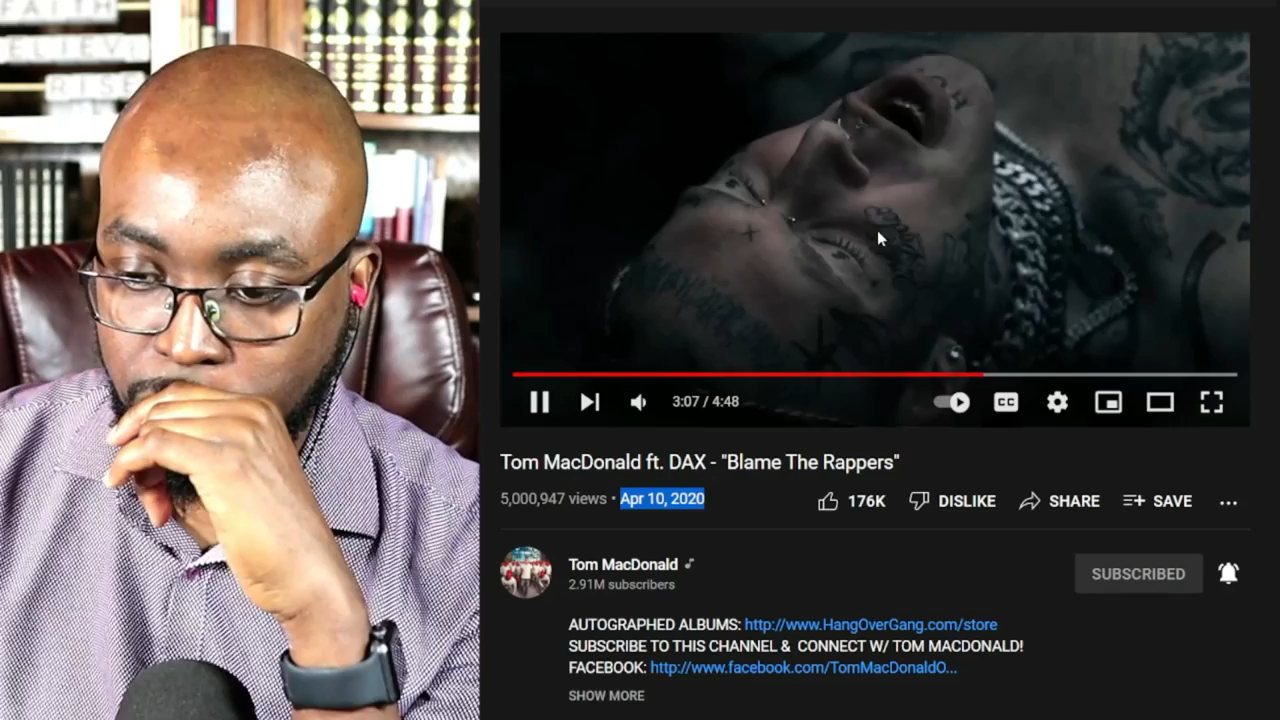 FAITH
BELIEVE
RISE
3:07 / 4:48
CC
Tom MacDonald ft. DAX - "Blame The Rappers"
5,000,947 views • Apr 10, 2020
176K
DISLIKE
SHARE
SAVE
Tom MacDonald
2.91M subscribers
SUBSCRIBED
AUTOGRAPHED ALBUMS: http://www.HangOverGang.com/store
SUBSCRIBE TO THIS CHANNEL & CONNECT W/ TOM MACDONALD!
FACEBOOK: http://www.facebook.com/TomMacDonaldO...
SHOW MORE